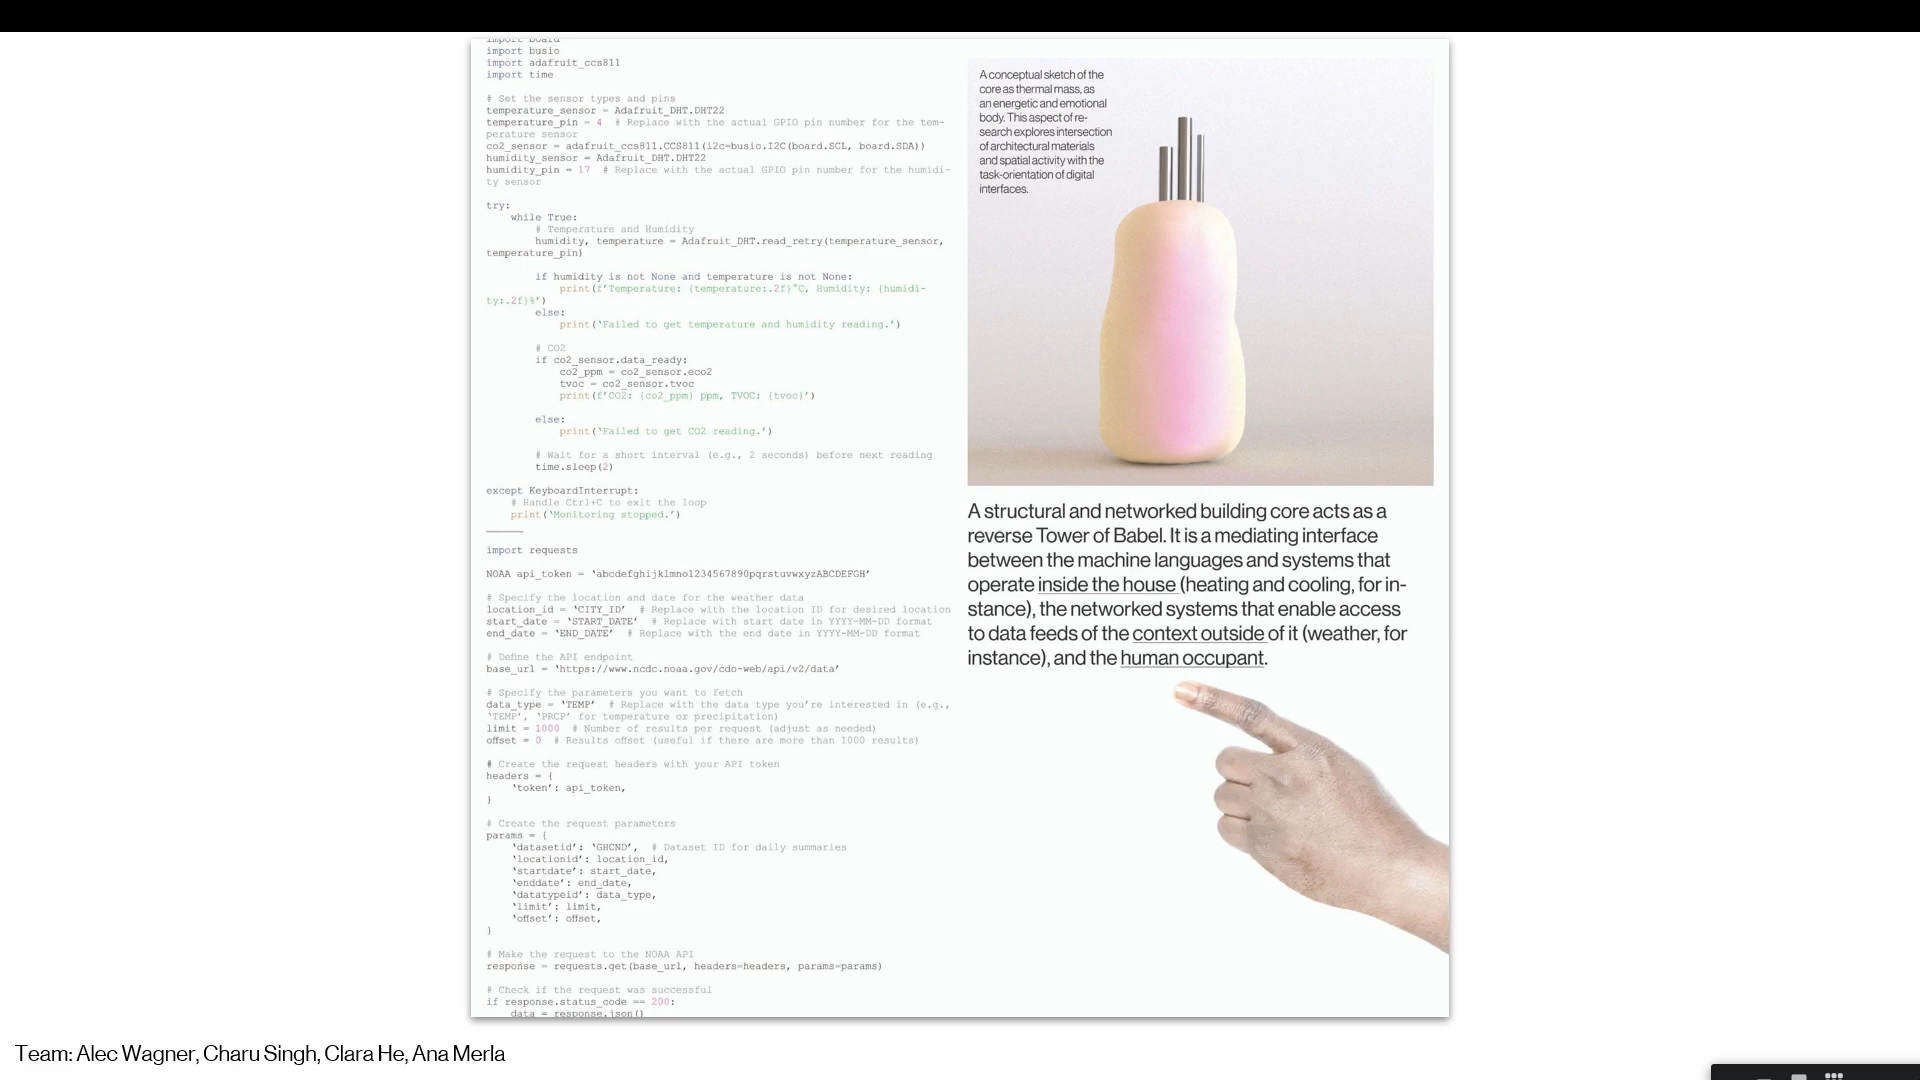 import board
import busio
import adafruit_ccs811
import time
# Set the sensor types and pins
temperature_sensor = Adafruit_DHT.DHT22
temperature_pin = 4  # Replace with the actual GPIO pin number for the tem-
perature sensor
co2_sensor = adafruit_ccs811.CCS811(i2c=busio.I2C(board.SCL, board.SDA))
humidity_sensor = Adafruit_DHT.DHT22
humidity_pin = 17  # Replace with the actual GPIO pin number for the humidi-
ty sensor
try:
    while True:
        # Temperature and Humidity
        humidity, temperature = Adafruit_DHT.read_retry(temperature_sensor,
temperature_pin)
        if humidity is not None and temperature is not None:
            print(f'Temperature: {temperature:.2f}°C, Humidity: {humidi-
ty:.2f}%')
        else:
            print('Failed to get temperature and humidity reading.')
        # CO2
        if co2_sensor.data_ready:
            co2_ppm = co2_sensor.eco2
            tvoc = co2_sensor.tvoc
            print(f'CO2: {co2_ppm} ppm, TVOC: {tvoc}')
        else:
            print('Failed to get CO2 reading.')
        # Wait for a short interval (e.g., 2 seconds) before next reading
        time.sleep(2)
except KeyboardInterrupt:
    # Handle Ctrl+C to exit the loop
    print('Monitoring stopped.')
import requests
NOAA api_token = 'abcdefghijklmno1234567890pqrstuvwxyzABCDEFGH'
# Specify the location and date for the weather data
location_id = 'CITY_ID'  # Replace with the location ID for desired location
start_date = 'START_DATE'  # Replace with start date in YYYY-MM-DD format
end_date = 'END_DATE'  # Replace with the end date in YYYY-MM-DD format
# Define the API endpoint
base_url = 'https://www.ncdc.noaa.gov/cdo-web/api/v2/data'
# Specify the parameters you want to fetch
data_type = 'TEMP'  # Replace with the data type you're interested in (e.g.,
'TEMP', 'PRCP' for temperature or precipitation)
limit = 1000  # Number of results per request (adjust as needed)
offset = 0  # Results offset (useful if there are more than 1000 results)
# Create the request headers with your API token
headers = {
    'token': api_token,
}
# Create the request parameters
params = {
    'datasetid': 'GHCND',  # Dataset ID for daily summaries
    'locationid': location_id,
    'startdate': start_date,
    'enddate': end_date,
    'datatypeid': data_type,
    'limit': limit,
    'offset': offset,
}
# Make the request to the NOAA API
response = requests.get(base_url, headers=headers, params=params)
# Check if the request was successful
if response.status_code == 200:
    data = response.json()
A conceptual sketch of the
core as thermal mass, as
an energetic and emotional
body. This aspect of re-
search explores intersection
of architectural materials
and spatial activity with the
task-orientation of digital
interfaces.
A structural and networked building core acts as a
reverse Tower of Babel. It is a mediating interface
between the machine languages and systems that
operate inside the house (heating and cooling, for in-
stance), the networked systems that enable access
to data feeds of the context outside of it (weather, for
instance), and the human occupant.
Team: Alec Wagner, Charu Singh, Clara He, Ana Merla